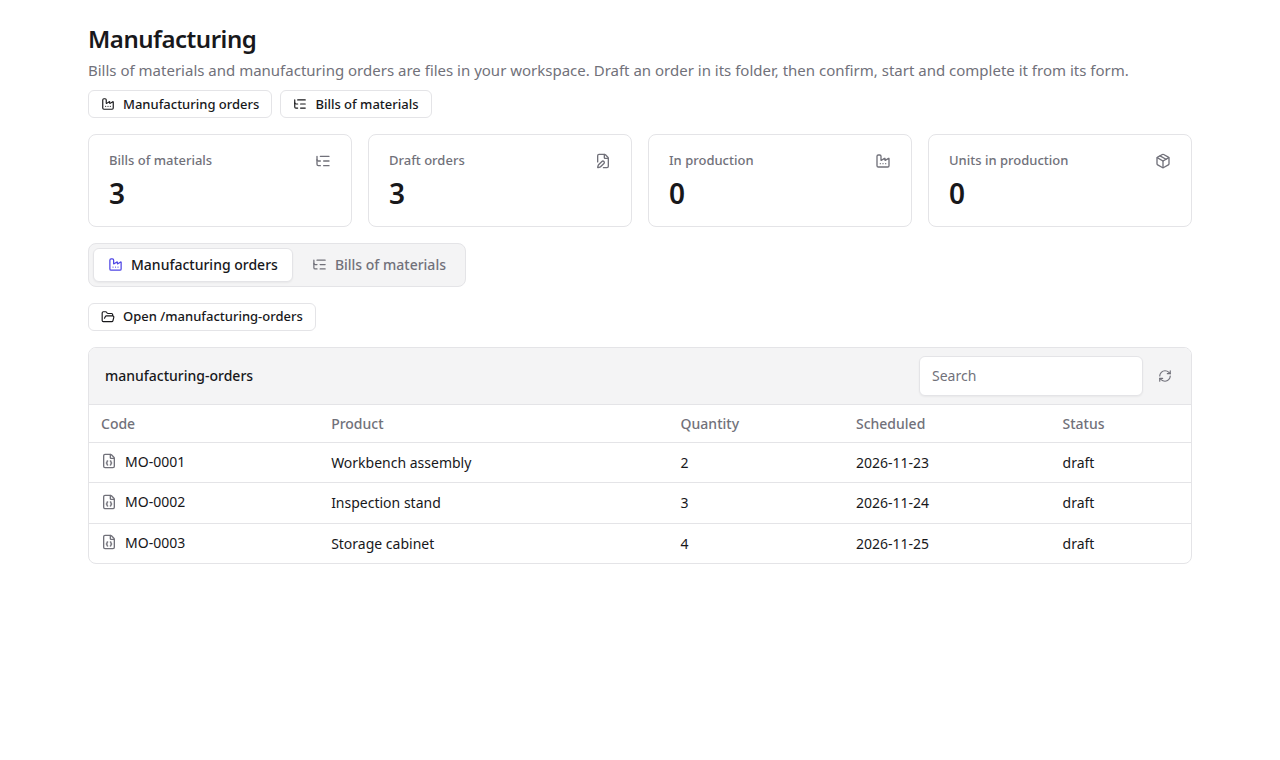 Manufacturing
Bills of materials and manufacturing orders are files in your workspace. Draft an order in its folder, then confirm, start and complete it from its form.
Manufacturing orders Bills of materials
Bills of materials Draft orders In production Units in production
3 3 0 0
Manufacturing orders Bills of materials
Open /manufacturing-orders
manufacturing-orders Search
Code Product Quantity Scheduled Status
MO-0001 Workbench assembly 2 2026-11-23 draft
MO-0002 Inspection stand 3 2026-11-24 draft
MO-0003 Storage cabinet 4 2026-11-25 draft